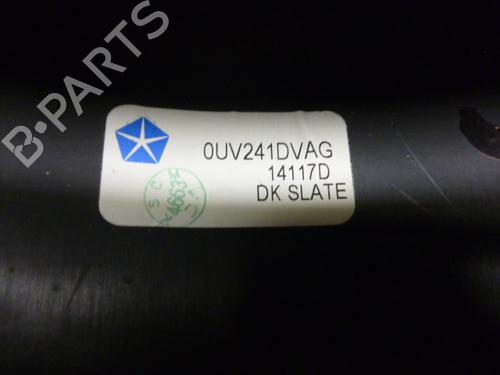 B·PARTS
0UV241DVAG
14117D
DK SLATE